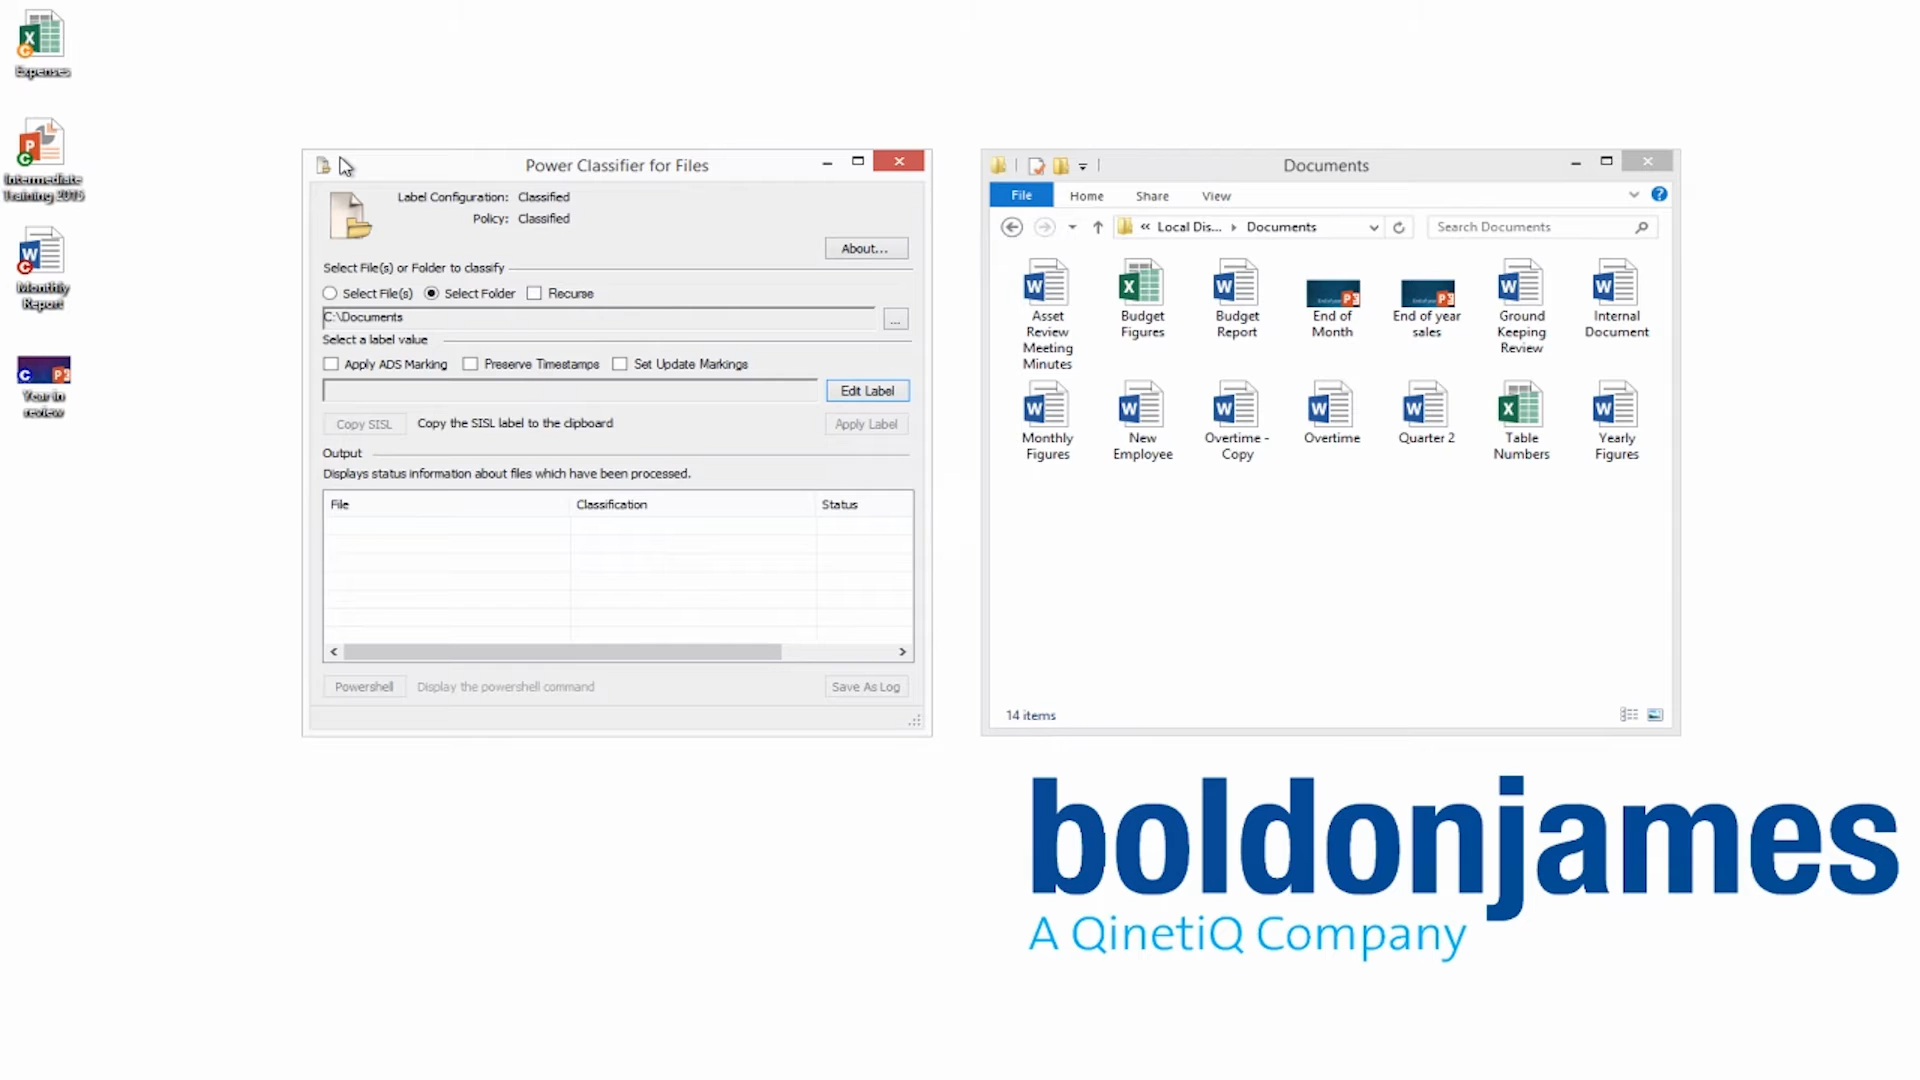 Expenses
Intermediate
Training 2015
Monthly
Report
Year in
review
Power Classifier for Files
Label Configuration: Classified
Policy: Classified
About...
Select File(s) or Folder to classify
Select File(s) Select Folder Recurse
C:\Documents
...
Select a label value
Apply ADS Marking Preserve Timestamps Set Update Markings
Edit Label
Copy SISL Copy the SISL label to the clipboard Apply Label
Output
Displays status information about files which have been processed.
File Classification Status
Powershell Display the powershell command Save As Log
Documents
File Home Share View
« Local Dis... Documents Search Documents
Asset
Review
Meeting
Minutes
Budget
Figures
Budget
Report
End of
Month
End of year
sales
Ground
Keeping
Review
Internal
Document
Monthly
Figures
New
Employee
Overtime -
Copy
Overtime
Quarter 2
Table
Numbers
Yearly
Figures
14 items
boldonjames
A QinetiQ Company